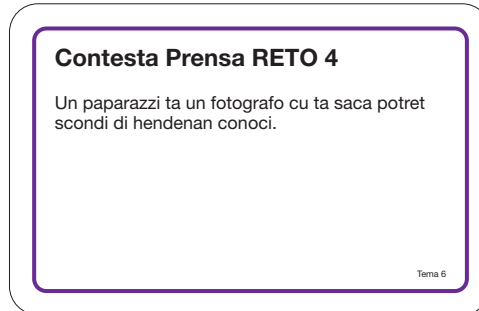 Contesta Prensa RETO 4
Un paparazzi ta un fotografo cu ta saca potret
scondi di hendenan conoci.
Tema 6